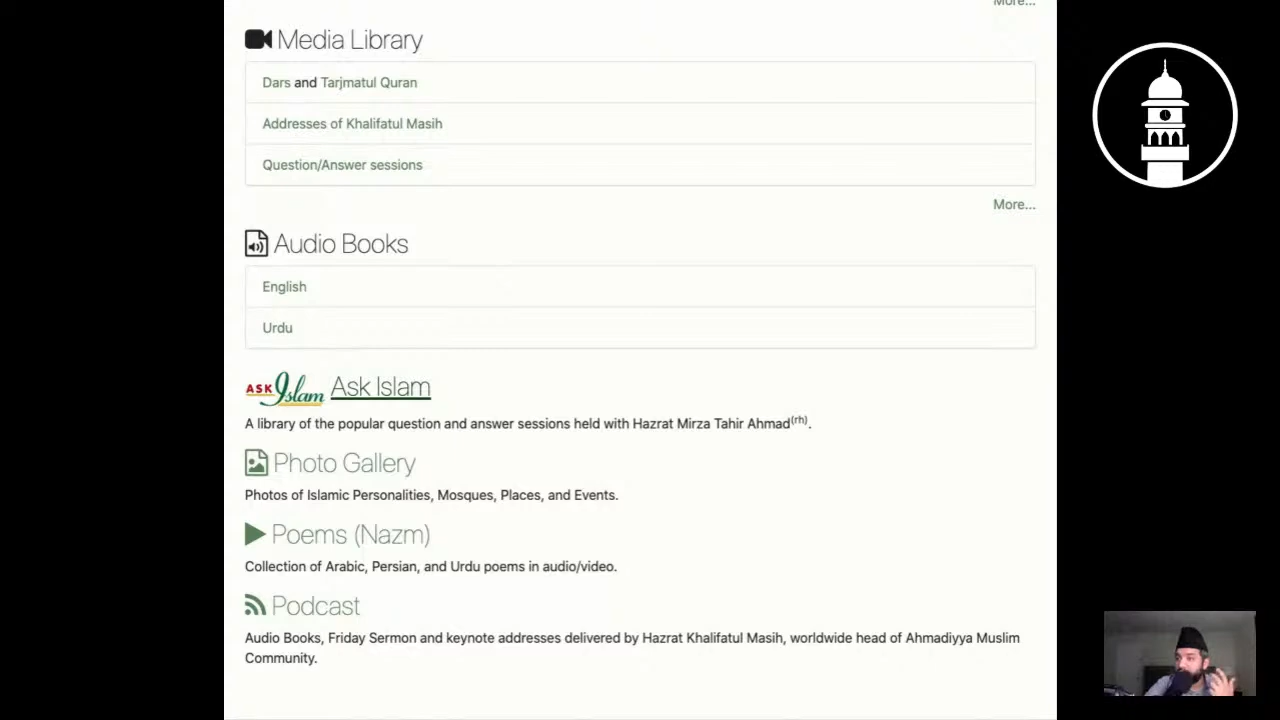 More...
Media Library
Dars and Tarjmatul Quran
Addresses of Khalifatul Masih
Question/Answer sessions
More...
Audio Books
English
Urdu
ASK Islam Ask Islam
A library of the popular question and answer sessions held with Hazrat Mirza Tahir Ahmad(rh).
Photo Gallery
Photos of Islamic Personalities, Mosques, Places, and Events.
Poems (Nazm)
Collection of Arabic, Persian, and Urdu poems in audio/video.
Podcast
Audio Books, Friday Sermon and keynote addresses delivered by Hazrat Khalifatul Masih, worldwide head of Ahmadiyya Muslim
Community.